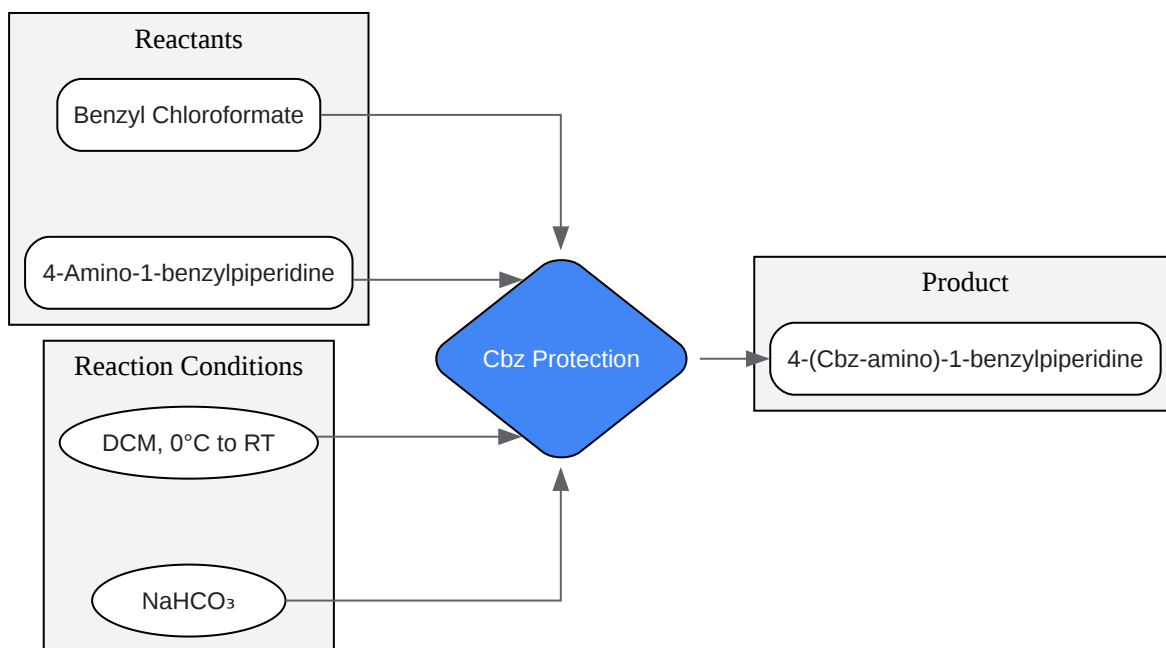 Reactants
Benzyl Chloroformate
4-Amino-1-benzylpiperidine
Reaction Conditions
DCM, 0°C to RT
NaHCO₃
Cbz Protection
Product
4-(Cbz-amino)-1-benzylpiperidine